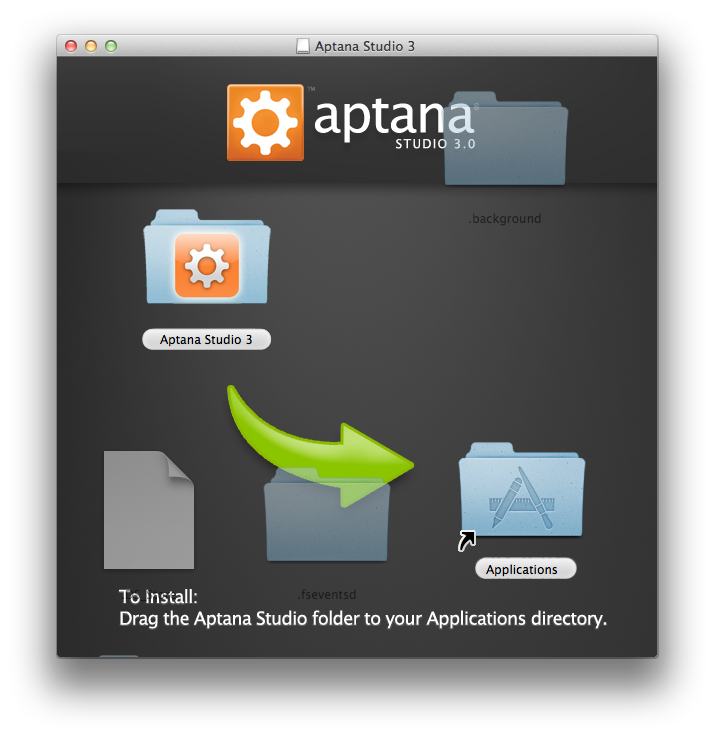 Aptana Studio 3
aptana
™
STUDIO 3.0
.background
Aptana Studio 3
Applications
.fseventsd
To Install:
Drag the Aptana Studio folder to your Applications directory.